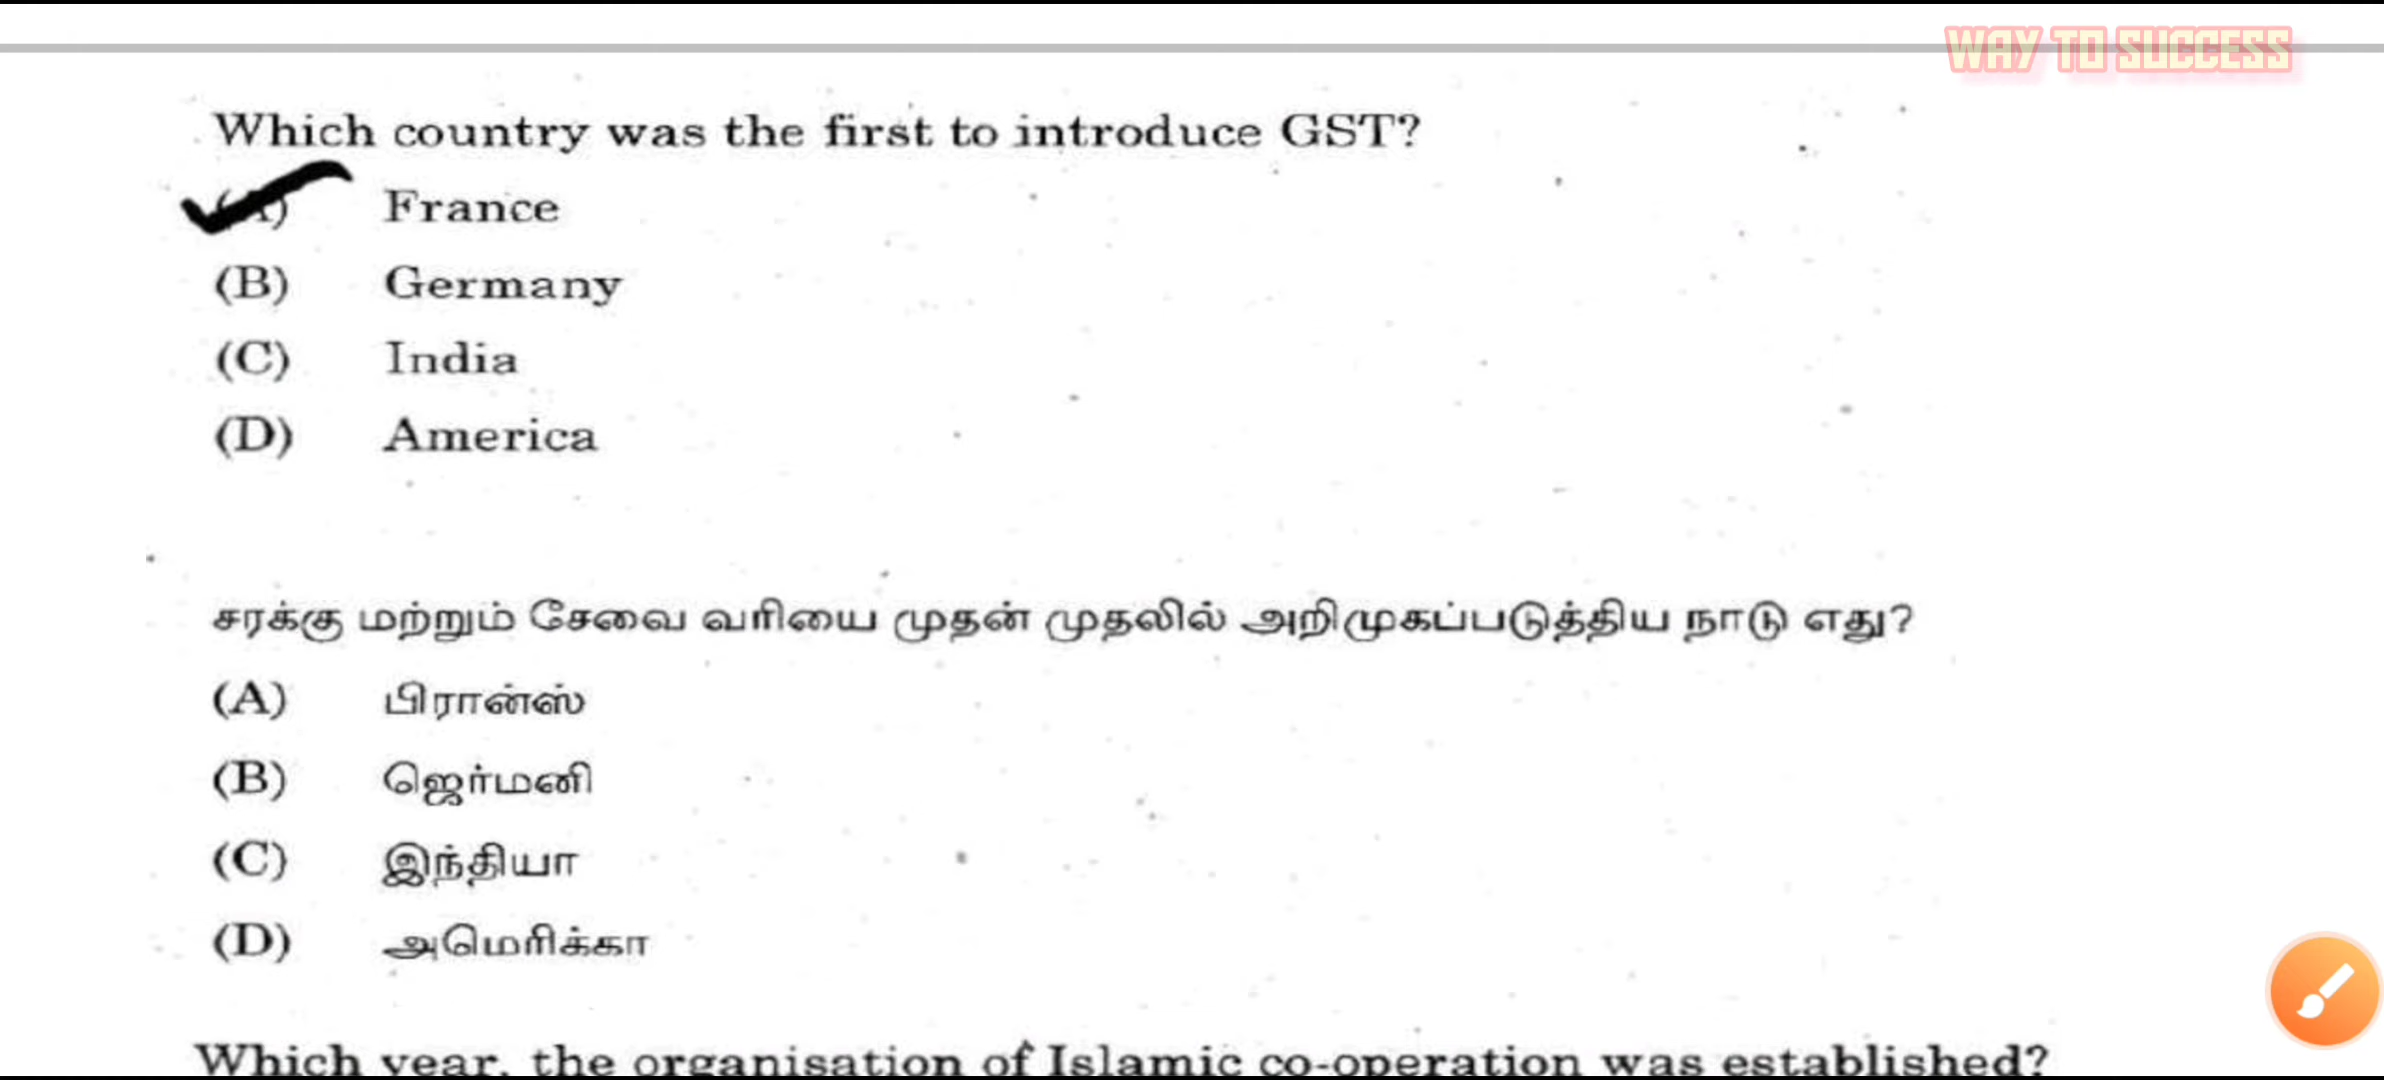 WAY TO SUCCESS
Which country was the first to introduce GST?
(A) France
(B) Germany
(C) India
(D) America
சரக்கு மற்றும் சேவை வரியை முதன் முதலில் அறிமுகப்படுத்திய நாடு எது?
(A) பிரான்ஸ்
(B) ஜெர்மனி
(C) இந்தியா
(D) அமெரிக்கா
Which year, the organisation of Islamic co-operation was established?